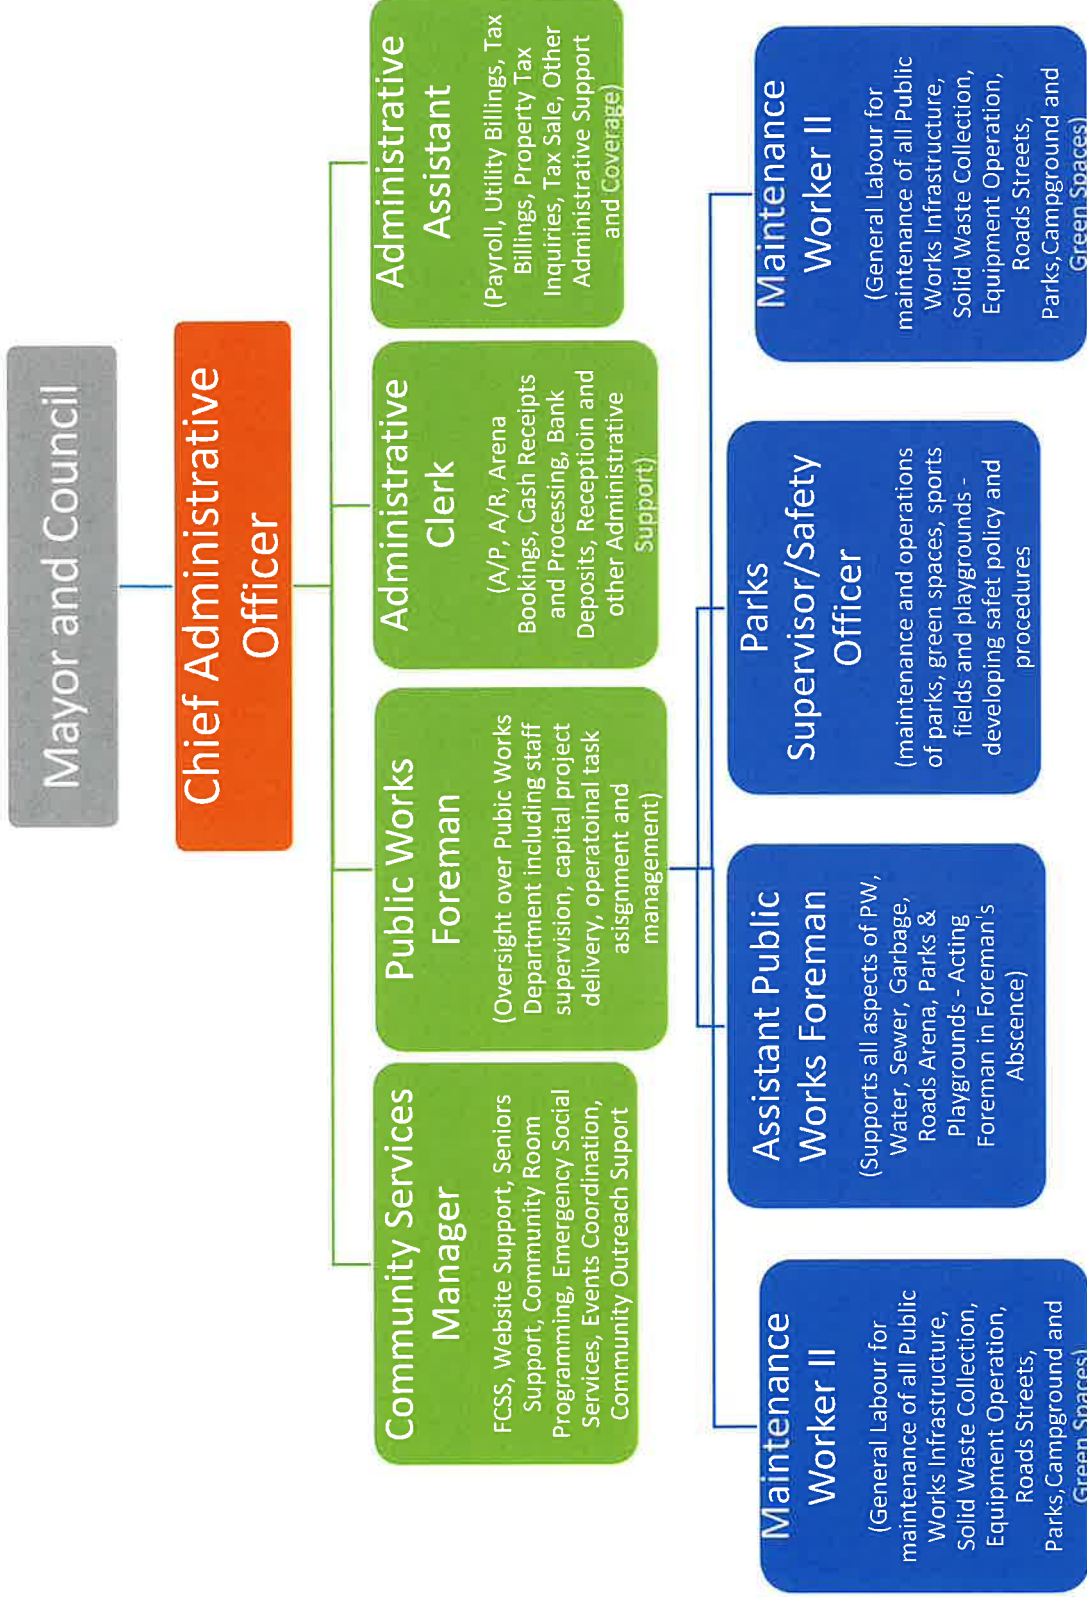 Mayor and Council
Chief Administrative
Officer
Community Services
Manager
FCSS, Website Support, Seniors
Support, Community Room
Programming, Emergency Social
Services, Events Coordination,
Community Outreach Suport
Public Works
Foreman
(Oversight over Pubic Works
Department including staff
supervision, capital project
delivery, operatoinal task
asisgnment and
management)
Administrative
Clerk
(A/P, A/R, Arena
Bookings, Cash Receipts
and Processing, Bank
Deposits, Receptioin and
other Administrative
Support)
Administrative
Assistant
(Payroll, Utility Billings, Tax
Billings, Property Tax
Inquiries, Tax Sale, Other
Administrative Support
and Coverage)
Maintenance
Worker II
(General Labour for
maintenance of all Public
Works Infrastructure,
Solid Waste Collection,
Equipment Operation,
Roads Streets,
Parks,Campground and
Green Spaces)
Assistant Public
Works Foreman
(Supports all aspects of PW,
Water, Sewer, Garbage,
Roads Arena, Parks &
Playgrounds - Acting
Foreman in Foreman's
Abscence)
Parks
Supervisor/Safety
Officer
(maintenance and operations
of parks, green spaces, sports
fields and playgrounds -
developing safet policy and
procedures
Maintenance
Worker II
(General Labour for
maintenance of all Public
Works Infrastructure,
Solid Waste Collection,
Equipment Operation,
Roads Streets,
Parks,Campground and
Green Spaces)